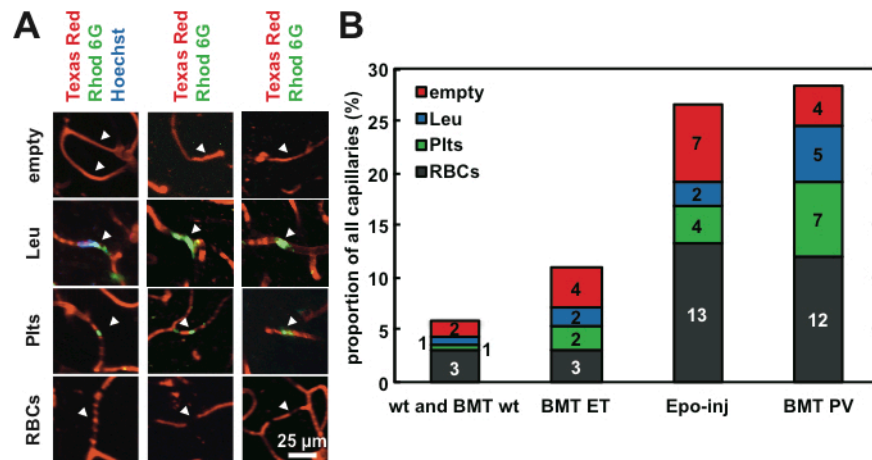 A
Texas Red
Rhod 6G
Hoechst
Texas Red
Rhod 6G
Texas Red
Rhod 6G
empty
Leu
Plts
RBCs
25 µm
B
proportion of all capillaries (%)
30
25
20
15
10
5
0
empty
Leu
Plts
RBCs
2
1
1
3
4
2
2
3
7
2
4
13
4
5
7
12
wt and BMT wt
BMT ET
Epo-inj
BMT PV